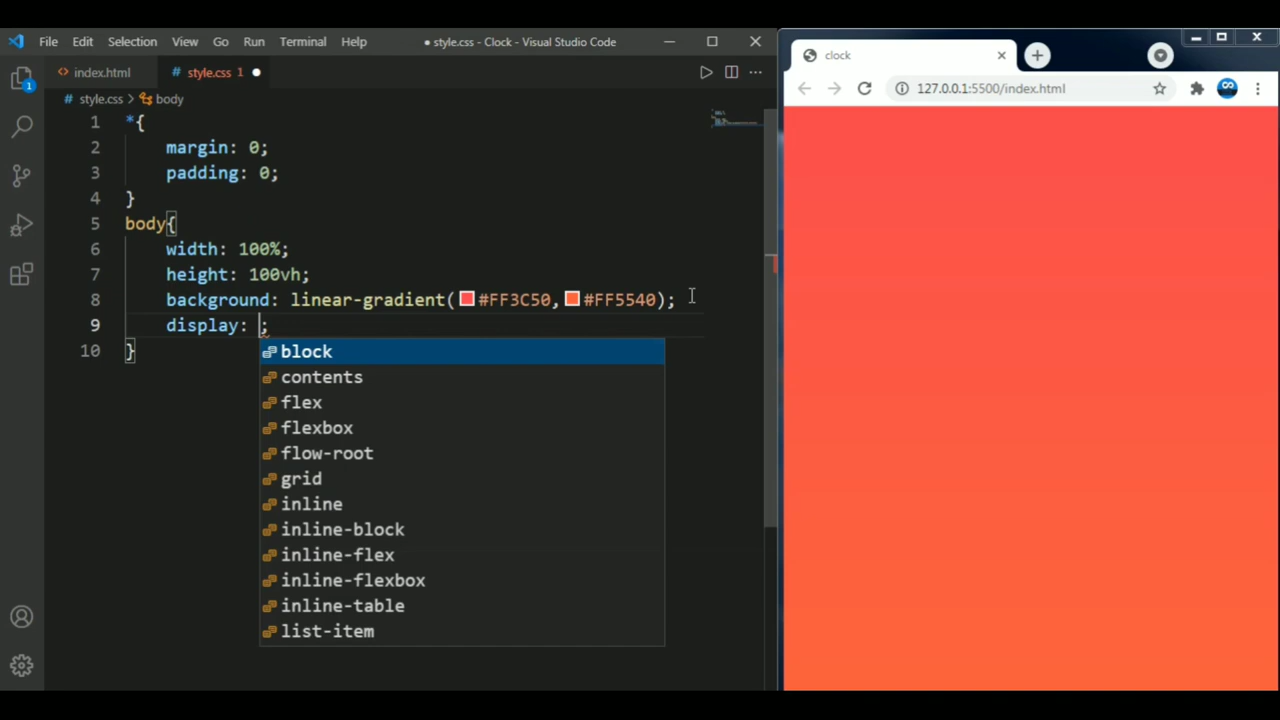 File Edit Selection View Go Run Terminal Help ● style.css - Clock - Visual Studio Code
clock
<> index.html # style.css 1 ●
127.0.0.1:5500/index.html
# style.css > body
1
1 *{
2 margin: 0;
3 padding: 0;
4 }
5 body{
6 width: 100%;
7 height: 100vh;
8 background: linear-gradient(#FF3C50,#FF5540);
9 display: ;
10 }
block
contents
flex
flexbox
flow-root
grid
inline
inline-block
inline-flex
inline-flexbox
inline-table
list-item